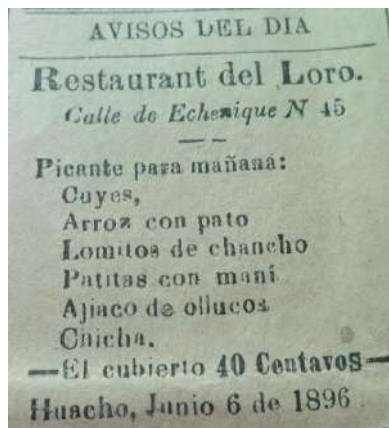 AVISOS DEL DIA
Restaurant del Loro.
Calle de Echenique N 45
Picante para mañaná:
Cuyes,
Arroz con pato
Lomitos de chancho
Patitas con maní
Ajiaco de ollucos
Chicha.
—El cubierto 40 Centavos—
Huacho, Junio 6 de 1896